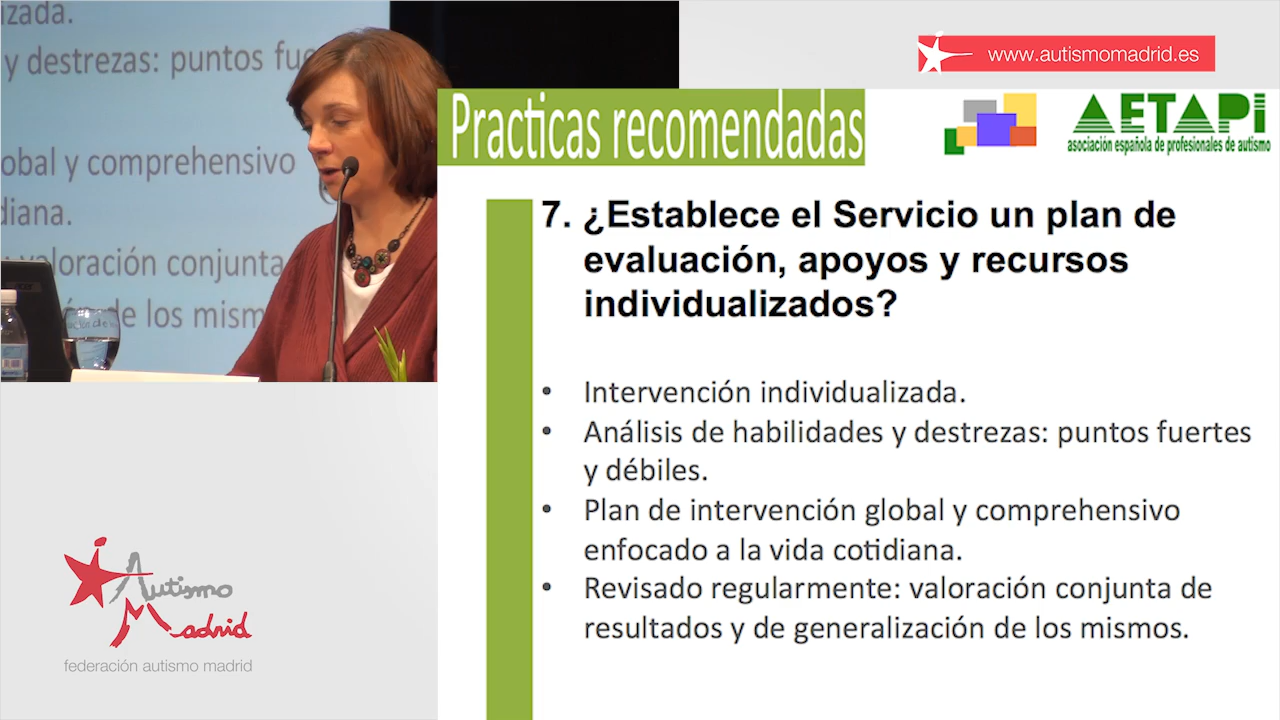 izada.
y destrezas: puntos fue
obal y comprehensivo
diana.
valoración conjunta
de los mism
www.autismomadrid.es
Practicas recomendadas
AETAPI
asociación española de profesionales de autismo
7. ¿Establece el Servicio un plan de
evaluación, apoyos y recursos
individualizados?
• Intervención individualizada.
• Análisis de habilidades y destrezas: puntos fuertes
y débiles.
• Plan de intervención global y comprehensivo
enfocado a la vida cotidiana.
• Revisado regularmente: valoración conjunta de
resultados y de generalización de los mismos.
Autismo
Madrid
federación autismo madrid